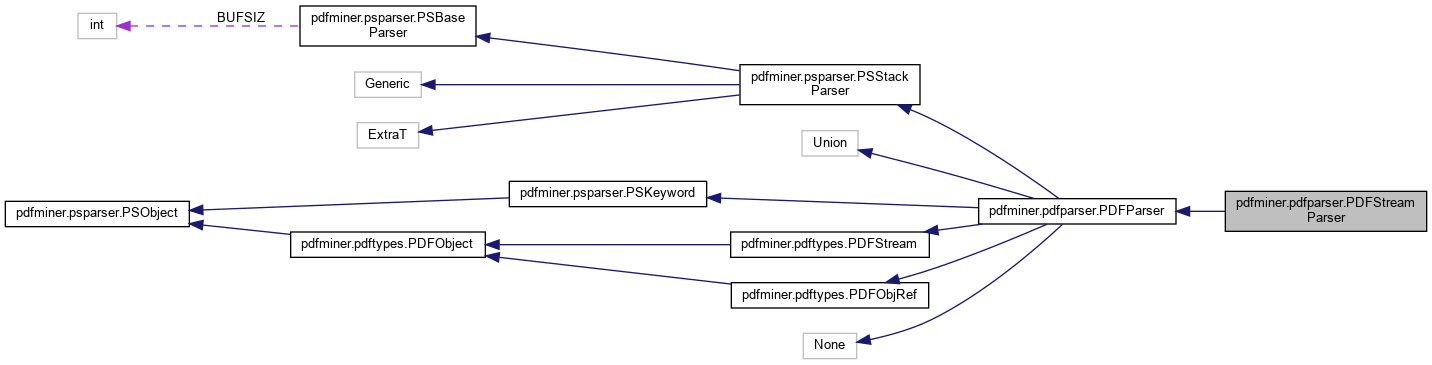 int
BUFSIZ
pdfminer.psparser.PSBase
Parser
Generic
pdfminer.psparser.PSStack
Parser
ExtraT
Union
pdfminer.psparser.PSKeyword
pdfminer.psparser.PSObject
pdfminer.pdfparser.PDFParser
pdfminer.pdfparser.PDFStream
Parser
pdfminer.pdftypes.PDFObject
pdfminer.pdftypes.PDFStream
pdfminer.pdftypes.PDFObjRef
None